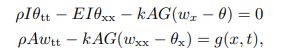 ρIθ_tt − EIθ_xx − kAG(w_x − θ) = 0
ρAw_tt − kAG(w_xx − θ_x) = g(x, t),